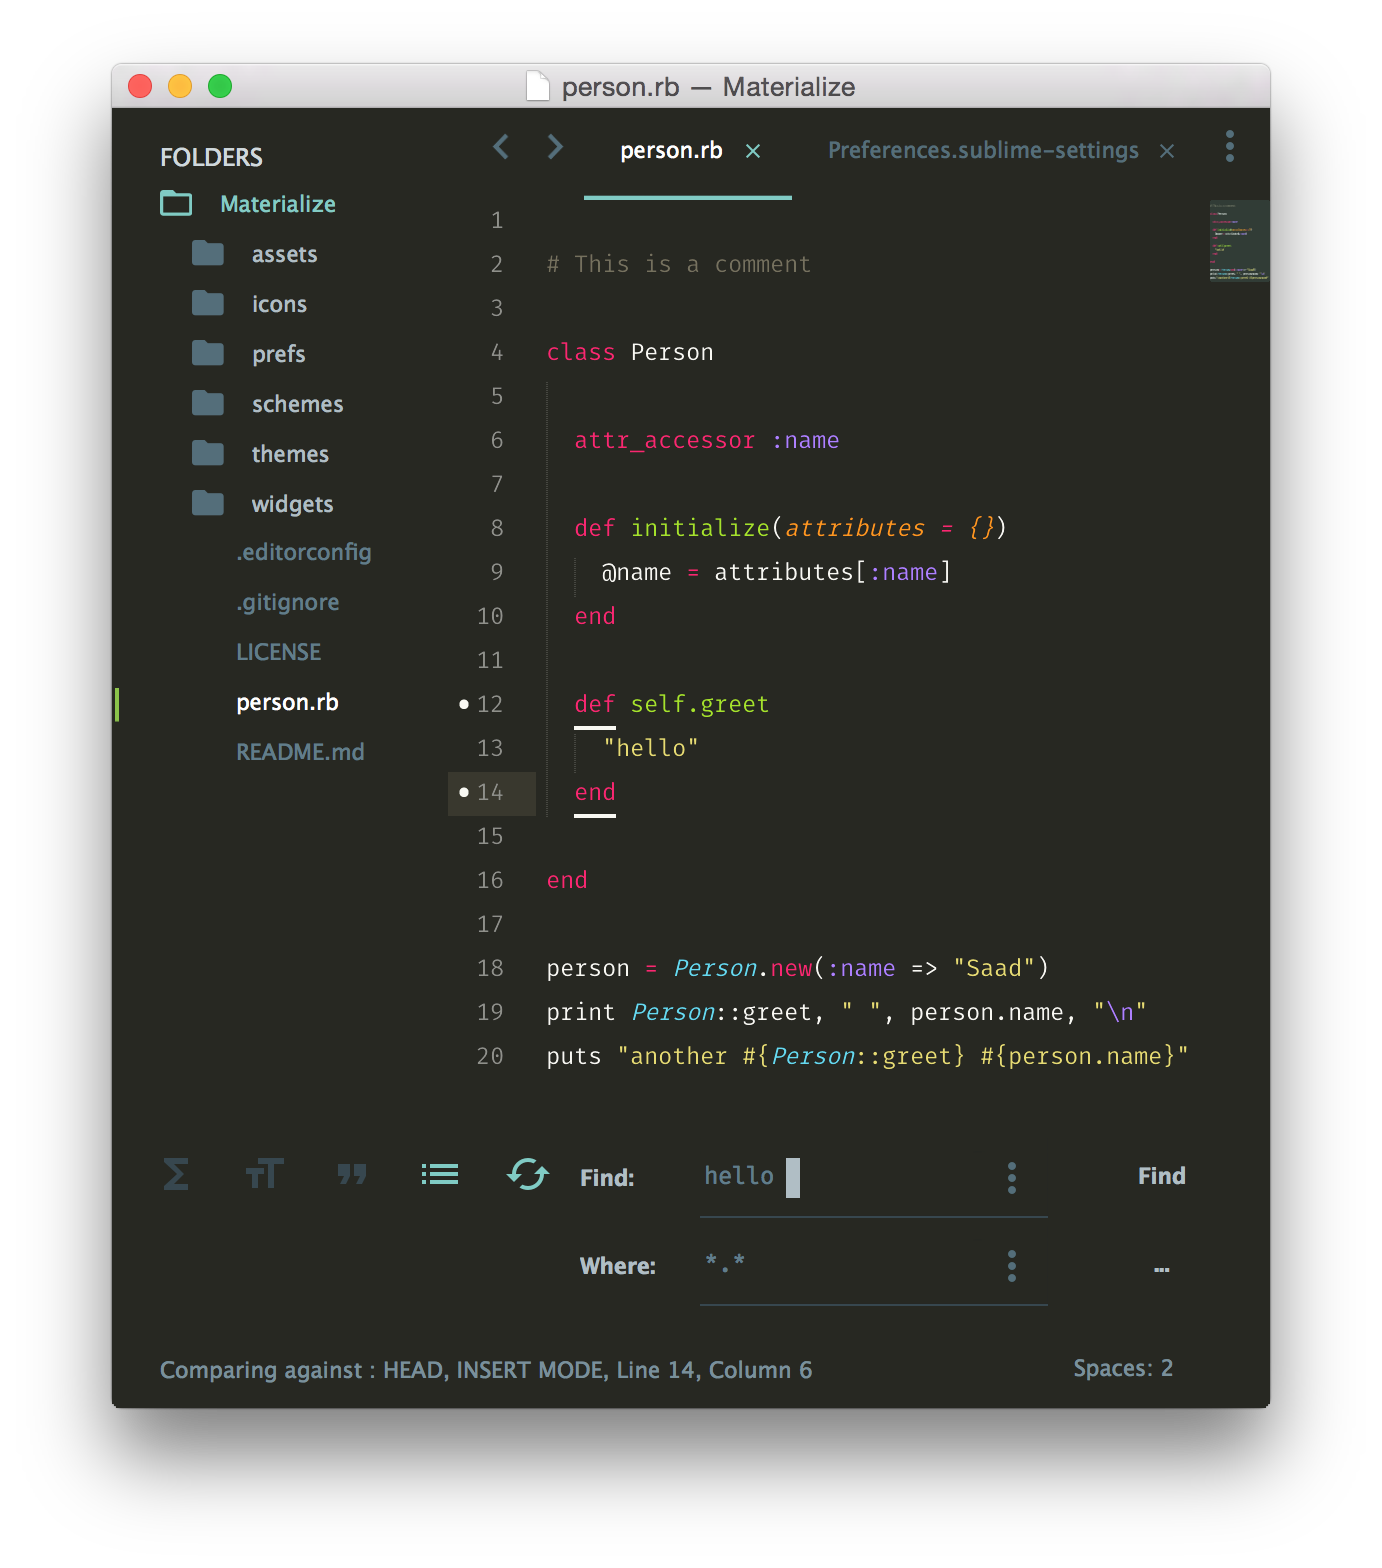 person.rb — Materialize
FOLDERS
Materialize
assets
icons
prefs
schemes
themes
widgets
.editorconfig
.gitignore
LICENSE
person.rb
README.md
person.rb ×
Preferences.sublime-settings ×
1
2 # This is a comment
3
4 class Person
5
6 attr_accessor :name
7
8 def initialize(attributes = {})
9 @name = attributes[:name]
10 end
11
12 def self.greet
13 "hello"
14 end
15
16 end
17
18 person = Person.new(:name => "Saad")
19 print Person::greet, " ", person.name, "\n"
20 puts "another #{Person::greet} #{person.name}"
Find: hello Find
Where: *.* ...
Comparing against : HEAD, INSERT MODE, Line 14, Column 6
Spaces: 2